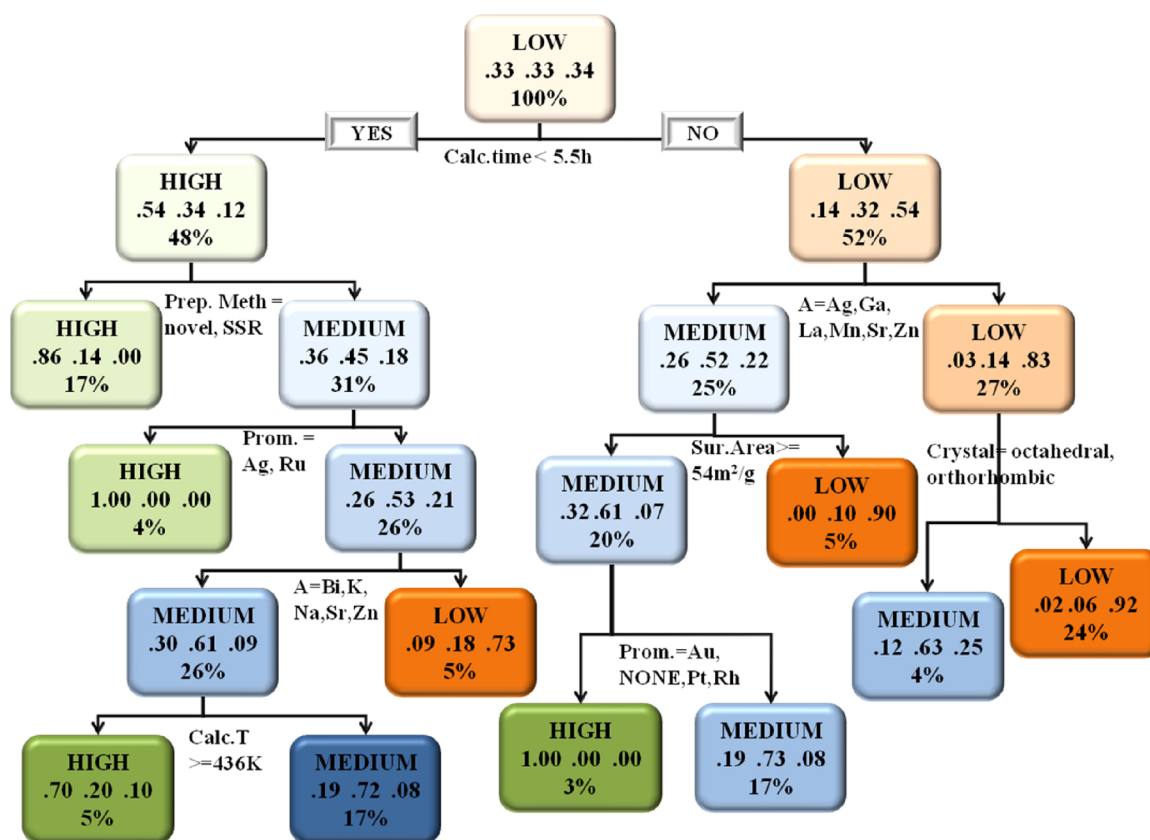 LOW
.33 .33 .34
100%
YES
NO
Calc.time< 5.5h
HIGH
.54 .34 .12
48%
LOW
.14 .32 .54
52%
Prep. Meth =
novel, SSR
A=Ag,Ga,
La,Mn,Sr,Zn
HIGH
.86 .14 .00
17%
MEDIUM
.36 .45 .18
31%
MEDIUM
.26 .52 .22
25%
LOW
.03 .14 .83
27%
Prom. =
Ag, Ru
Sur.Area>=
54m²/g
Crystal= octahedral,
orthorhombic
HIGH
1.00 .00 .00
4%
MEDIUM
.26 .53 .21
26%
MEDIUM
.32 .61 .07
20%
LOW
.00 .10 .90
5%
A=Bi,K,
Na,Sr,Zn
MEDIUM
.30 .61 .09
26%
LOW
.09 .18 .73
5%
Prom.=Au,
NONE,Pt,Rh
MEDIUM
.12 .63 .25
4%
LOW
.02 .06 .92
24%
Calc.T
>=436K
HIGH
.70 .20 .10
5%
MEDIUM
.19 .72 .08
17%
HIGH
1.00 .00 .00
3%
MEDIUM
.19 .73 .08
17%